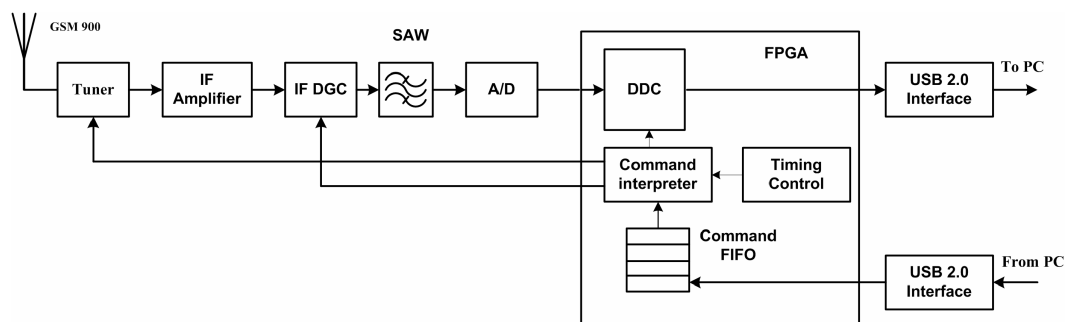 GSM 900
SAW
FPGA
Tuner
IF
Amplifier
IF DGC
A/D
DDC
USB 2.0
Interface
To PC
Command
interpreter
Timing
Control
Command
FIFO
USB 2.0
Interface
From PC